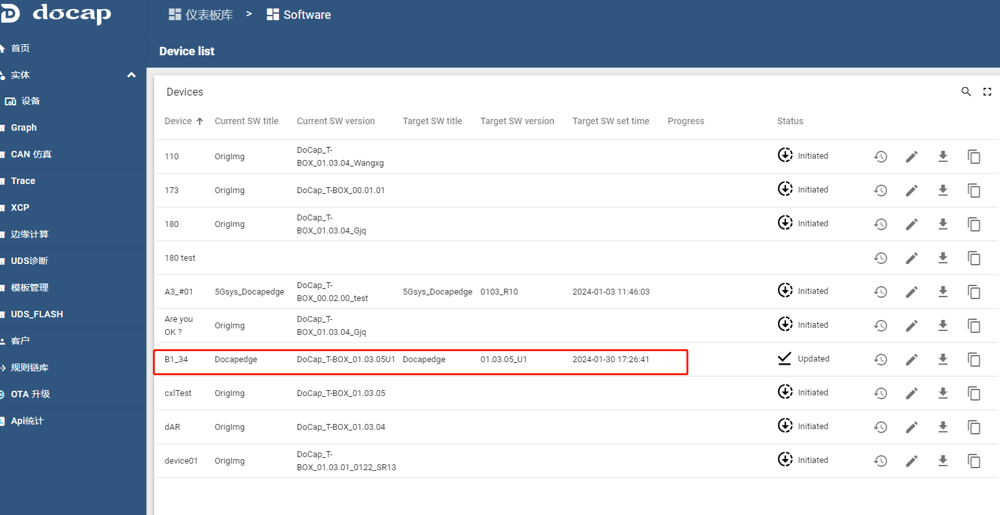 docap
仪表板库 > Software
Device list
首页
实体
设备
Graph
CAN 仿真
Trace
XCP
边缘计算
UDS诊断
模板管理
UDS_FLASH
客户
规则链库
OTA 升级
Api统计
Devices
Device Current SW title Current SW version Target SW title Target SW version Target SW set time Progress Status
110 OrigImg DoCap_T-
BOX_01.03.04_Wangxg Initiated
173 OrigImg DoCap_T-BOX_00.01.01 Initiated
180 OrigImg DoCap_T-
BOX_01.03.04_Gjq Initiated
180 test
A3_#01 5Gsys_Docapedge DoCap_T-
BOX_00.02.00_test 5Gsys_Docapedge 0103_R10 2024-01-03 11:46:03 Initiated
Are you
OK ? OrigImg DoCap_T-
BOX_01.03.04_Gjq Initiated
B1_34 Docapedge DoCap_T-BOX_01.03.05U1 Docapedge 01.03.05_U1 2024-01-30 17:26:41 Updated
cxlTest OrigImg DoCap_T-BOX_01.03.05 Initiated
dAR OrigImg DoCap_T-BOX_01.03.04 Initiated
device01 OrigImg DoCap_T-
BOX_01.03.01_0122_SR13 Initiated